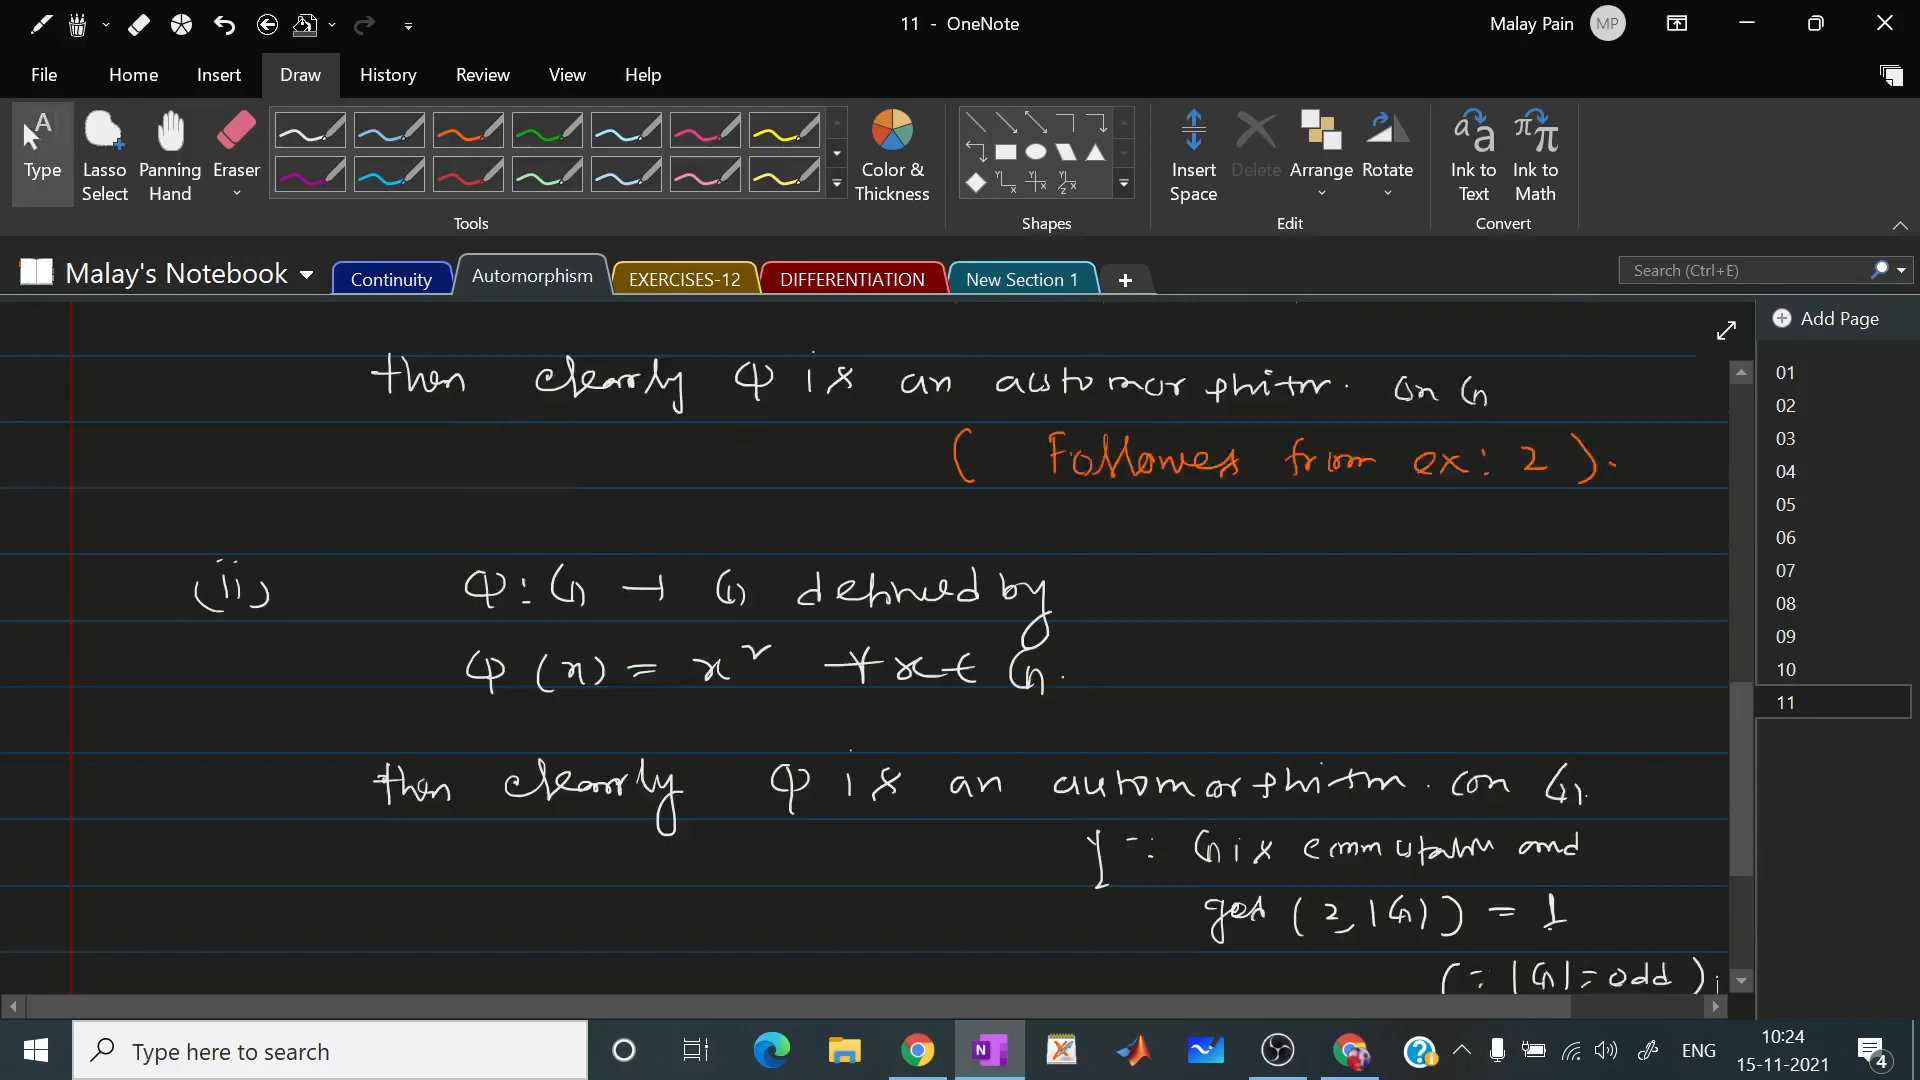 11 - OneNote
Malay Pain MP
File Home Insert Draw History Review View Help
Type
Lasso Select
Panning Hand
Eraser
Color & Thickness
Insert Space
Delete
Arrange
Rotate
Ink to Text
Ink to Math
Tools Shapes Edit Convert
Malay's Notebook
Continuity Automorphism EXERCISES-12 DIFFERENTIATION New Section 1 +
Search (Ctrl+E)
Add Page
01
02
03
04
05
06
07
08
09
10
11
then clearly φ is an automorphism. on G
( Follows from ex: 2 ).
(ii) φ: G → G defined by
φ(x) = x² ∀ x ∈ G.
then clearly φ is an automorphism. on G.
∵ G is commutative and
gcd (2, |G|) = 1
(∵ |G| = odd)
Type here to search
ENG
10:24
15-11-2021
4